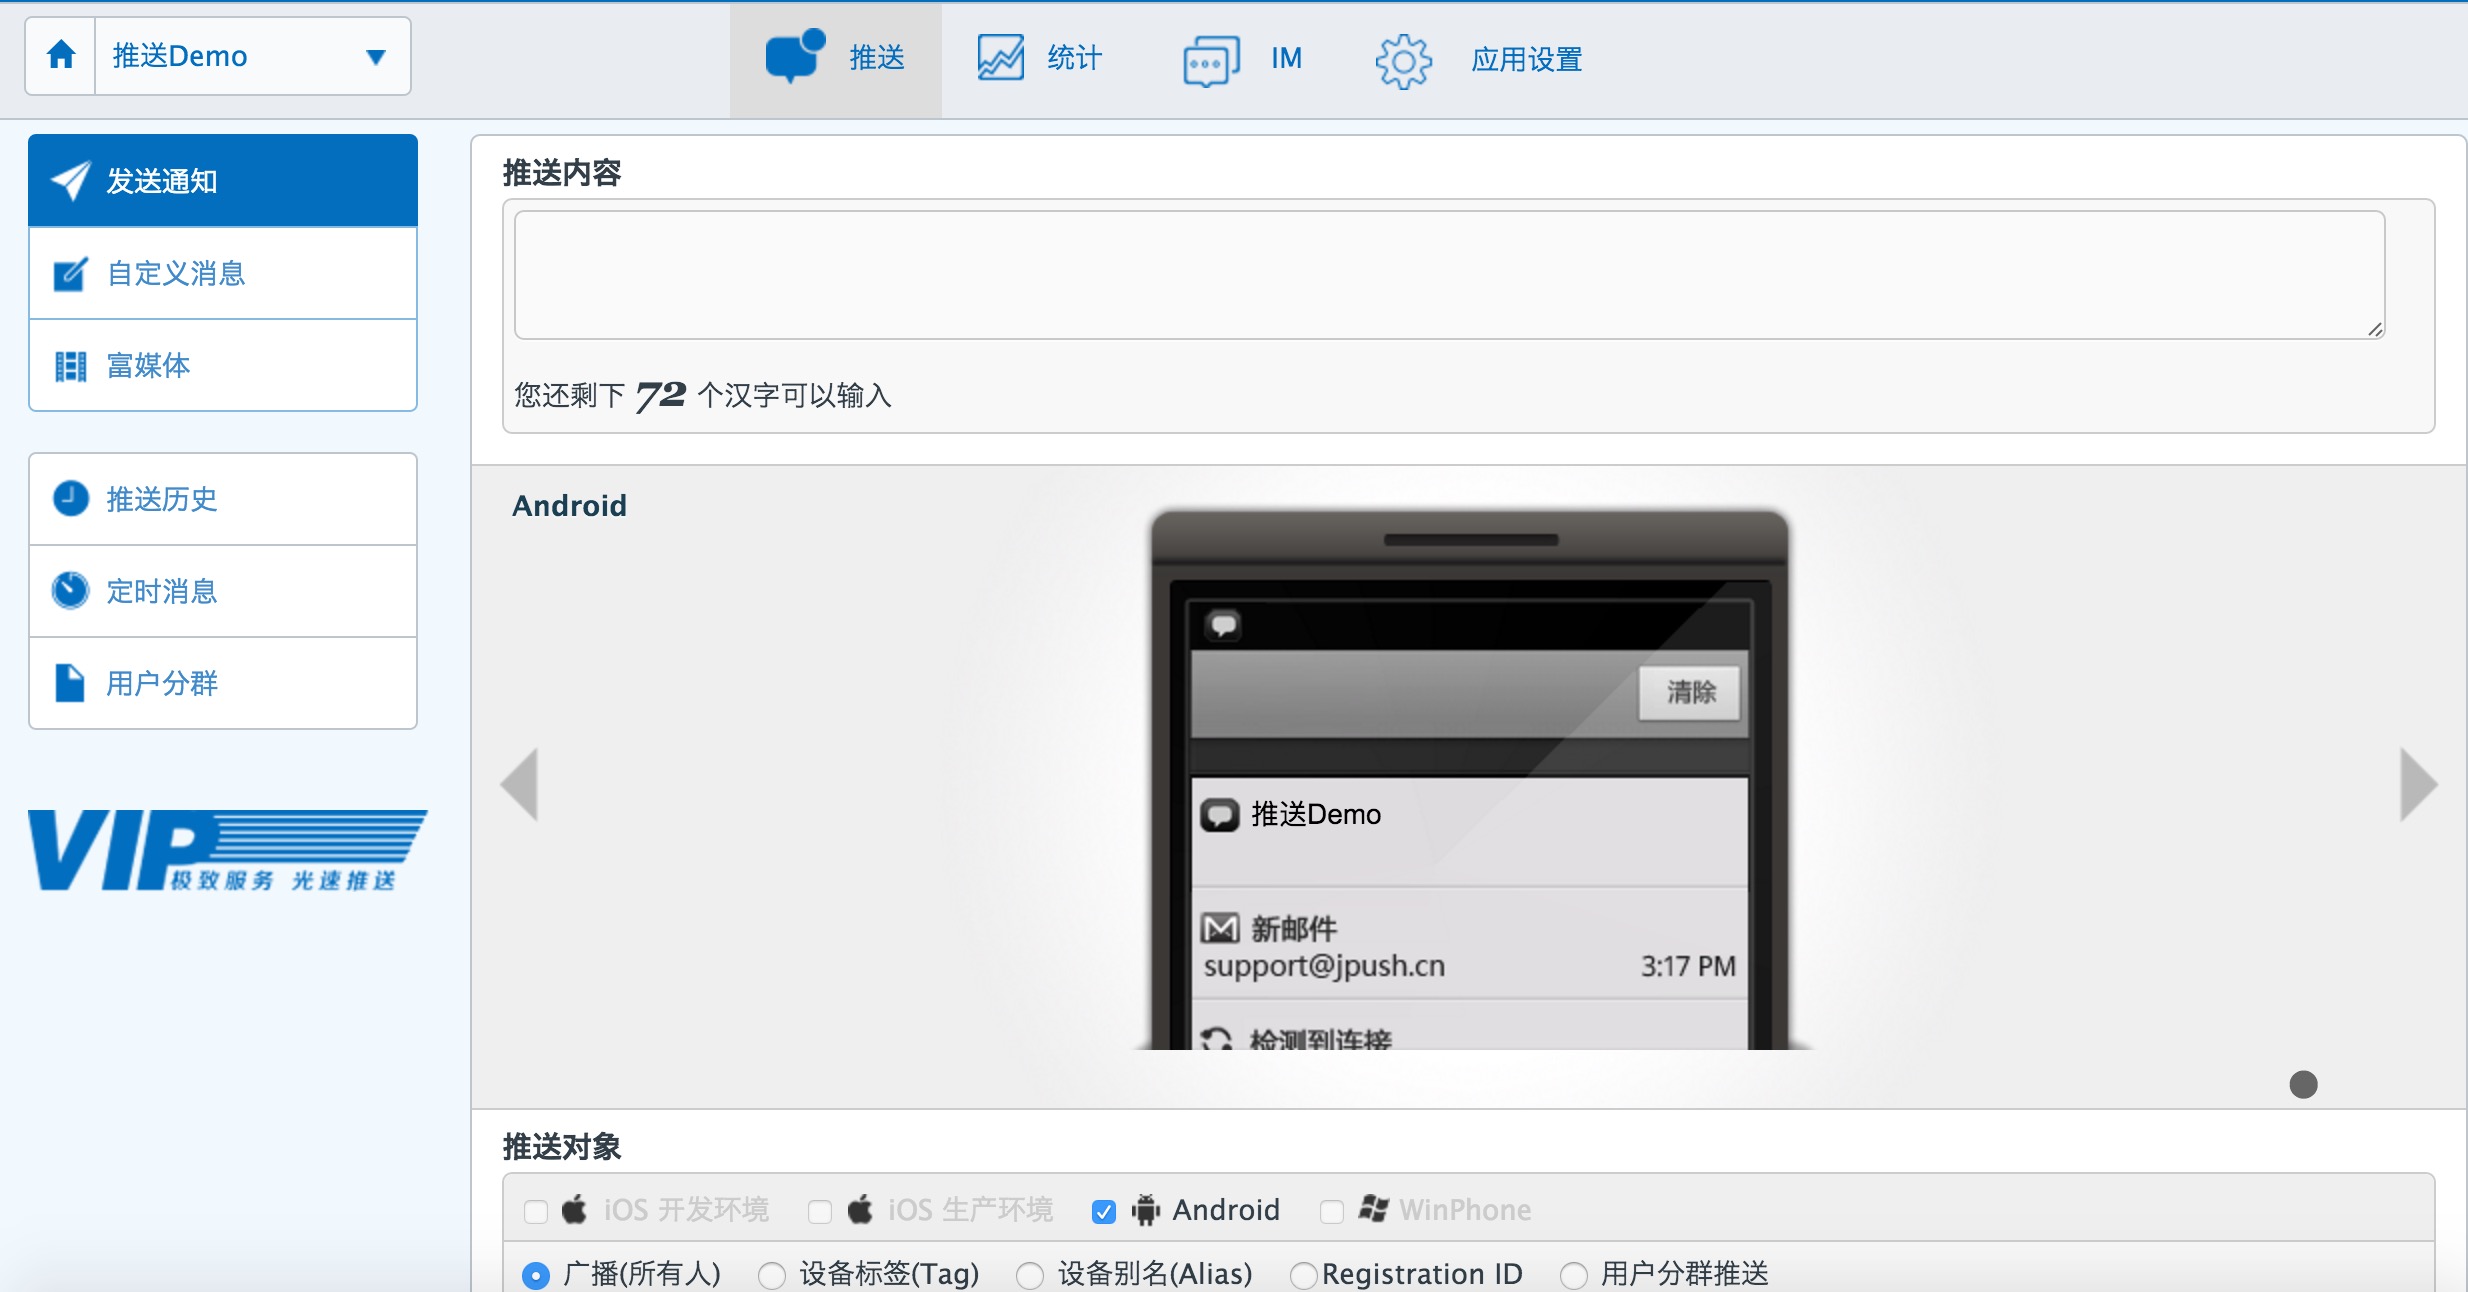 推送Demo
推送
统计
IM
应用设置
发送通知
自定义消息
富媒体
推送历史
定时消息
用户分群
VIP
极致服务 光速推送
推送内容
您还剩下 72 个汉字可以输入
Android
清除
推送Demo
新邮件
support@jpush.cn 3:17 PM
检测到连接
推送对象
iOS 开发环境 iOS 生产环境 Android WinPhone
广播(所有人) 设备标签(Tag) 设备别名(Alias) Registration ID 用户分群推送